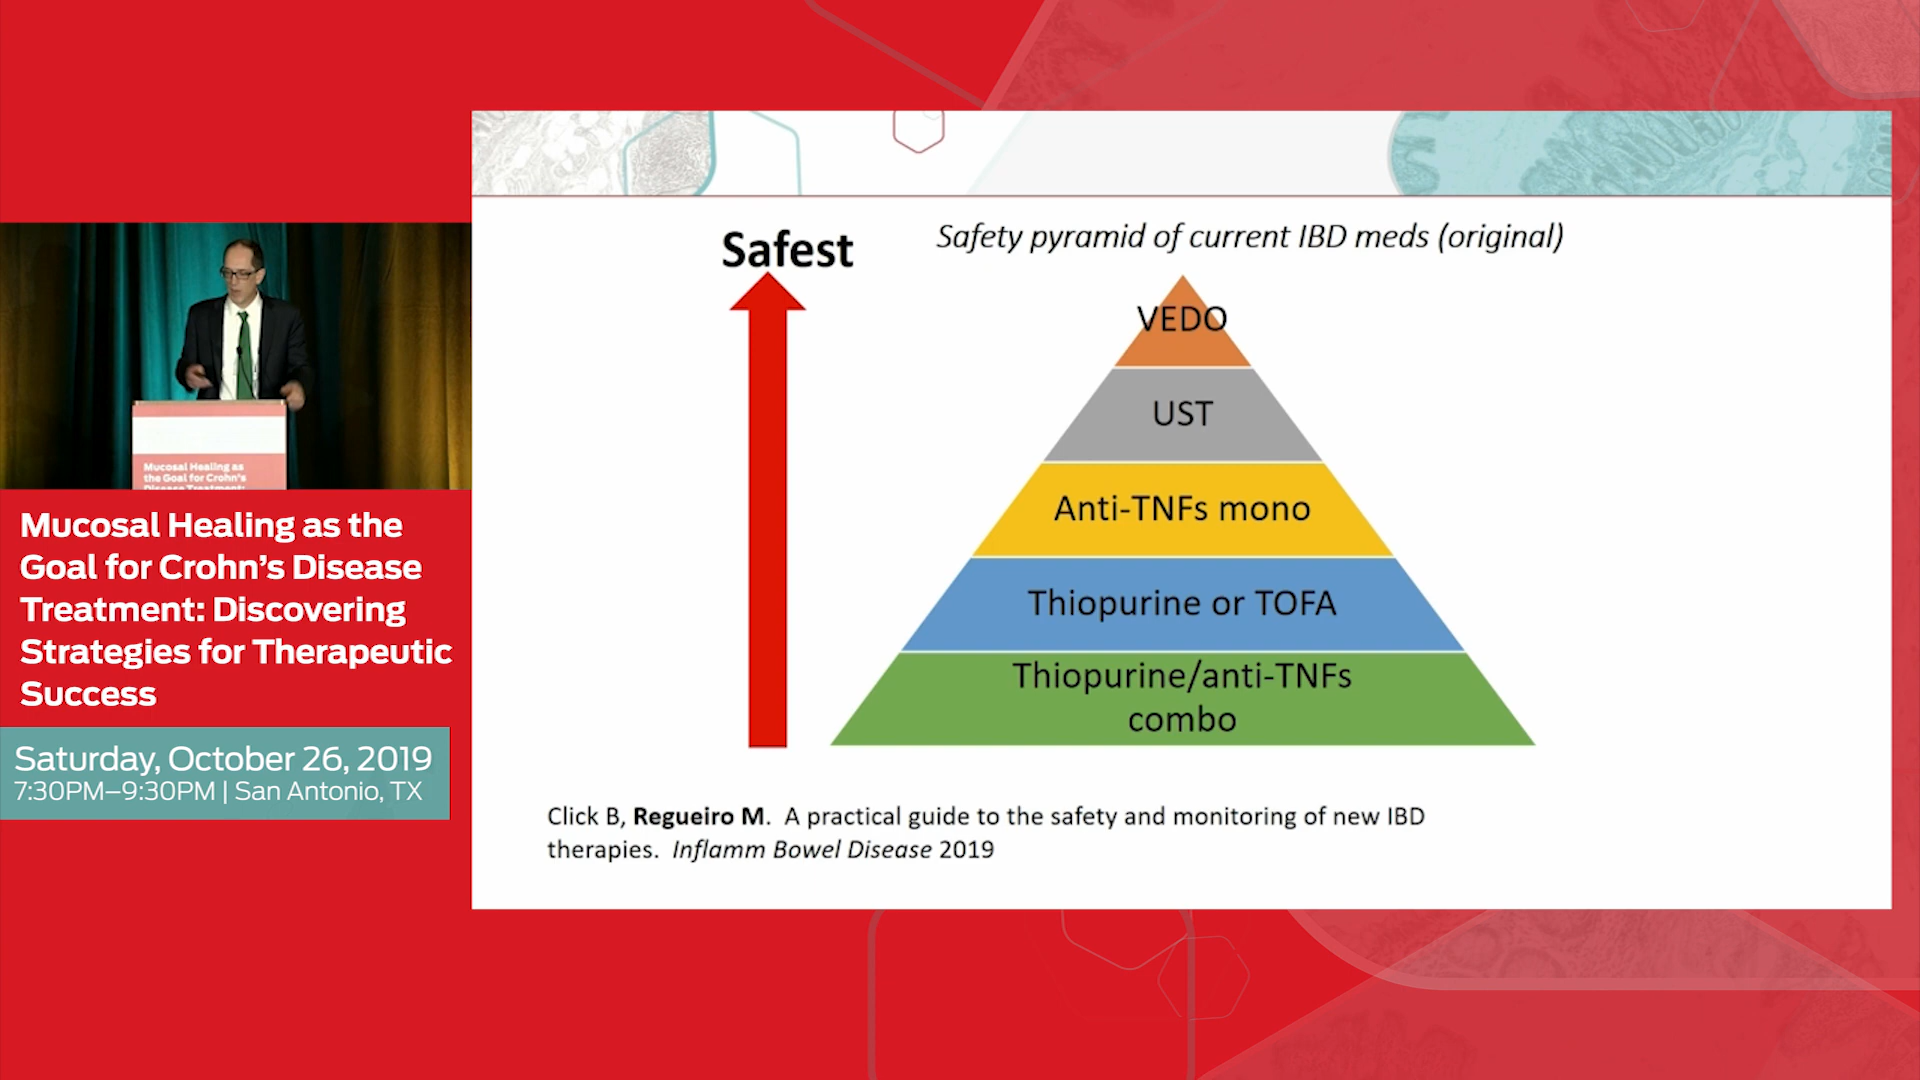 Safest
Safety pyramid of current IBD meds (original)
VEDO
UST
Anti-TNFs mono
Thiopurine or TOFA
Thiopurine/anti-TNFs
combo
Click B, Regueiro M.  A practical guide to the safety and monitoring of new IBD
therapies.  Inflamm Bowel Disease 2019
Mucosal Healing as
the Goal for Crohn's
Disease Treatment:
Mucosal Healing as the
Goal for Crohn’s Disease
Treatment: Discovering
Strategies for Therapeutic
Success
Saturday, October 26, 2019
7:30PM–9:30PM | San Antonio, TX